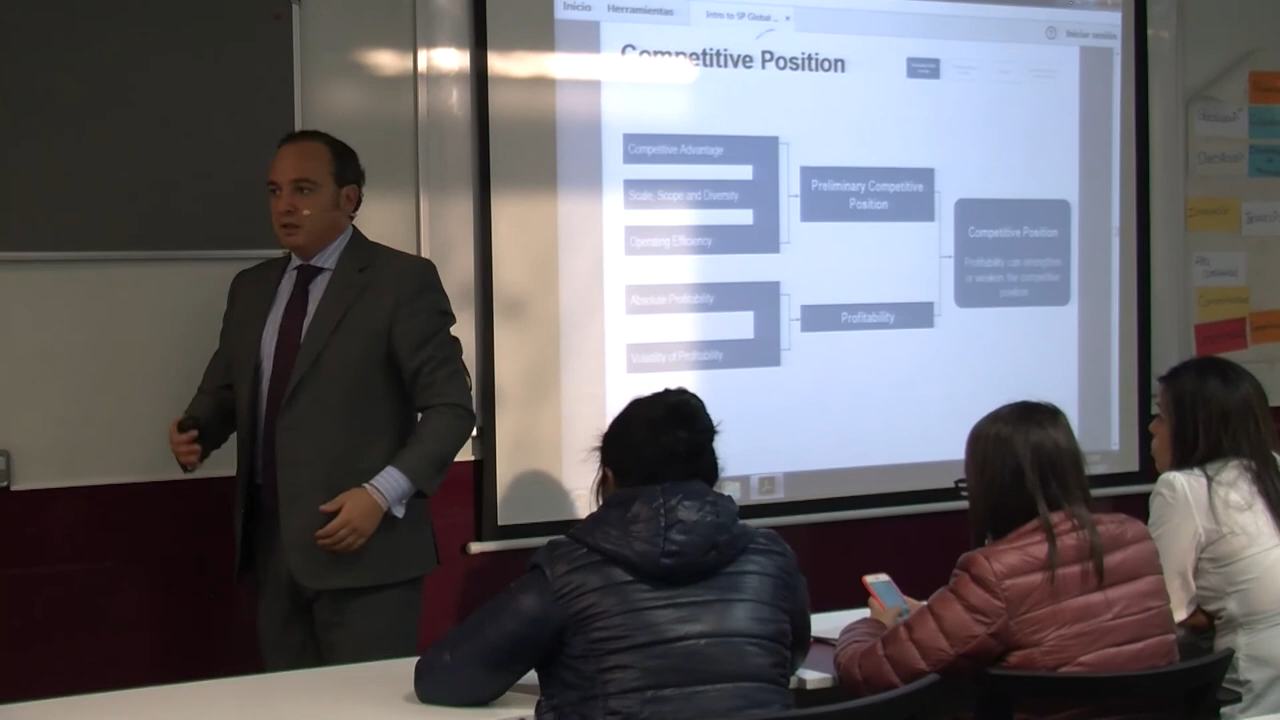 Inicio Herramientas
Intro to SP Global ... ×
Iniciar sesión
Competitive Position
Competitive Advantage
Scale, Scope and Diversity
Operating Efficiency
Preliminary Competitive
Position
Competitive Position
Profitability can strengthen
or weaken the competitive
position
Absolute Profitability
Profitability
Volatility of Profitability